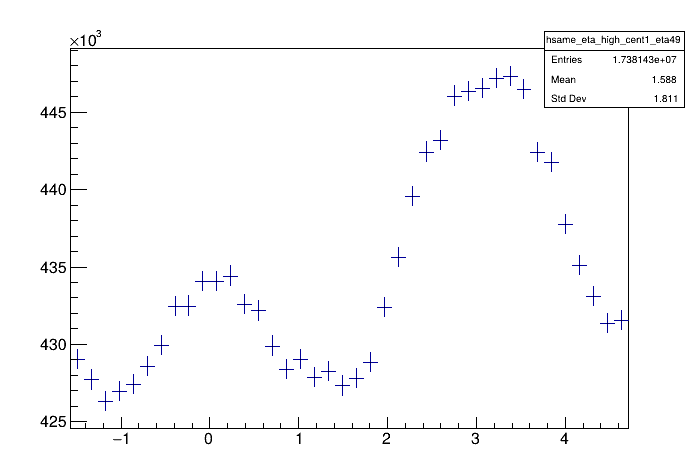 ×10³
hsame_eta_high_cent1_eta49
Entries 1.738143e+07
Mean 1.588
Std Dev 1.811
445
440
435
430
425
−1 0 1 2 3 4